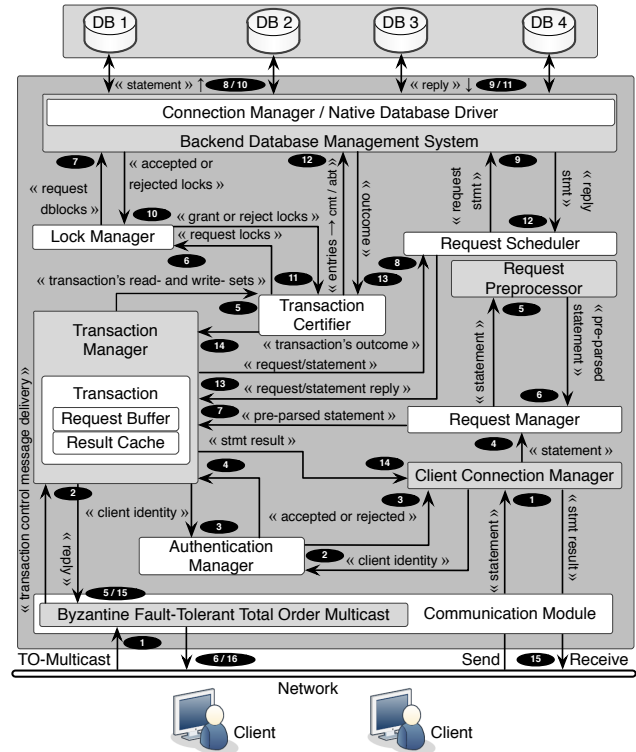 DB 1
DB 2
DB 3
DB 4
« statement » ↑ 8 / 10
« reply » ↓ 9 / 11
Connection Manager / Native Database Driver
Backend Database Management System
7
« accepted or
rejected locks »
« request
dblocks »
12
« entries → cmt / abt »
« outcome »
9
« request
stmt »
« reply
stmt »
10
« grant or reject locks »
« request locks »
Lock Manager
6
12
Request Scheduler
8
11
13
« transaction's read- and write- sets »
5
Transaction
Certifier
Request
Preprocessor
5
Transaction
Manager
14
« transaction's outcome »
« request/statement »
« statement »
« pre-parsed
statement »
Transaction
Request Buffer
Result Cache
13
« request/statement reply »
7
« pre-parsed statement »
6
Request Manager
« stmt result »
4
« statement »
14
4
Client Connection Manager
« transaction control message delivery »
2
« client identity »
3
« accepted or rejected »
3
1
Authentication
Manager
2
« client identity »
« statement »
« stmt result »
« reply »
5 / 15
Byzantine Fault-Tolerant Total Order Multicast
Communication Module
1
TO-Multicast
6 / 16
Send
15
Receive
Network
Client
Client